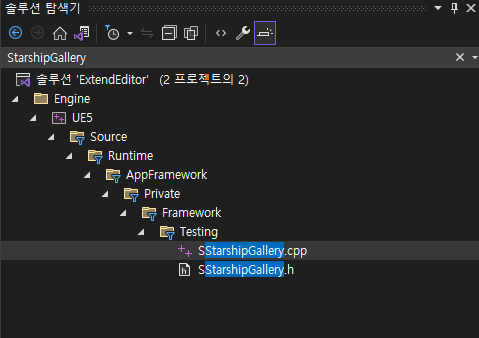 솔루션 탐색기
StarshipGallery
솔루션 'ExtendEditor' (2 프로젝트의 2)
Engine
UE5
Source
Runtime
AppFramework
Private
Framework
Testing
SStarshipGallery.cpp
SStarshipGallery.h